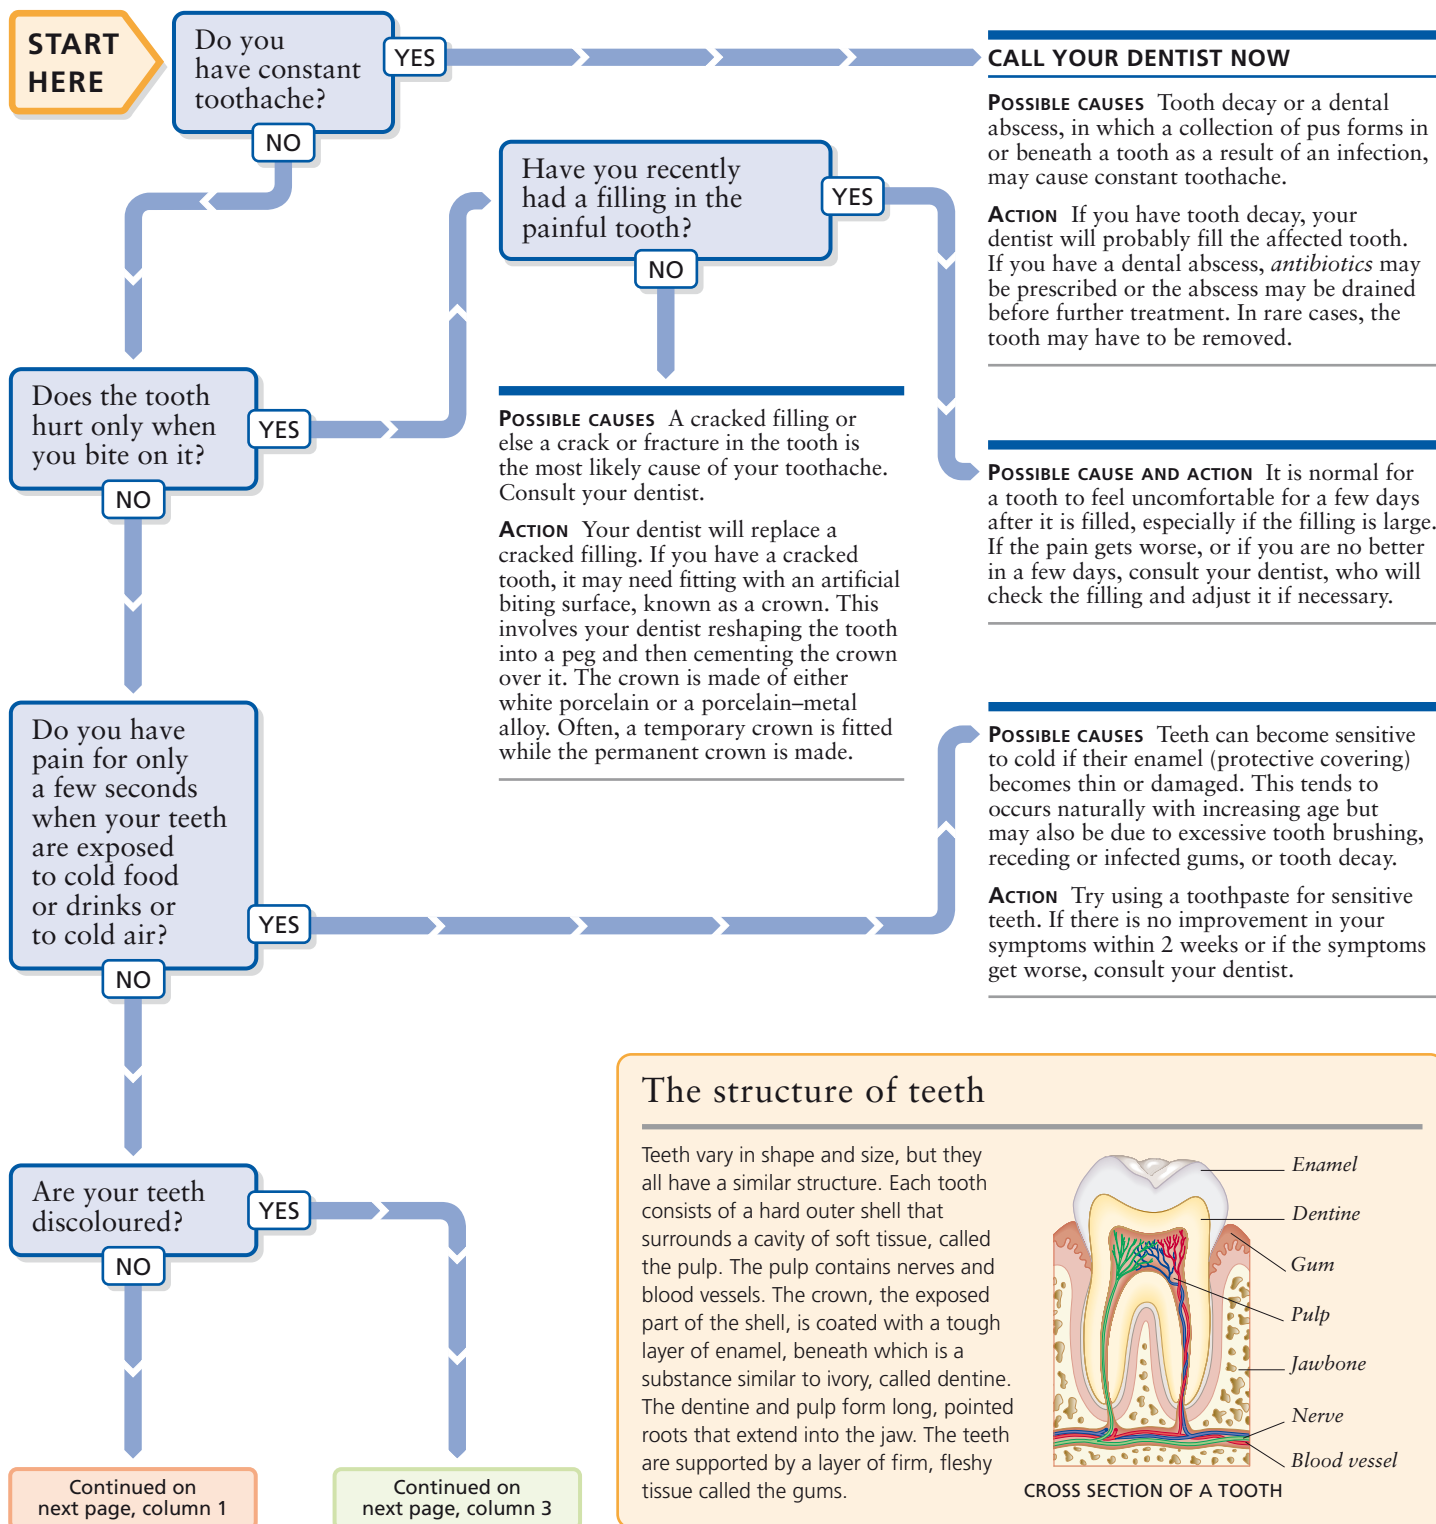 START
HERE
Do you
have constant
toothache?
YES
NO
CALL YOUR DENTIST NOW
POSSIBLE CAUSES Tooth decay or a dental
abscess, in which a collection of pus forms in
or beneath a tooth as a result of an infection,
may cause constant toothache.
ACTION If you have tooth decay, your
dentist will probably fill the affected tooth.
If you have a dental abscess, antibiotics may
be prescribed or the abscess may be drained
before further treatment. In rare cases, the
tooth may have to be removed.
Have you recently
had a filling in the
painful tooth?
YES
NO
Does the tooth
hurt only when
you bite on it?
YES
NO
POSSIBLE CAUSES A cracked filling or
else a crack or fracture in the tooth is
the most likely cause of your toothache.
Consult your dentist.
ACTION Your dentist will replace a
cracked filling. If you have a cracked
tooth, it may need fitting with an artificial
biting surface, known as a crown. This
involves your dentist reshaping the tooth
into a peg and then cementing the crown
over it. The crown is made of either
white porcelain or a porcelain–metal
alloy. Often, a temporary crown is fitted
while the permanent crown is made.
POSSIBLE CAUSE AND ACTION It is normal for
a tooth to feel uncomfortable for a few days
after it is filled, especially if the filling is large.
If the pain gets worse, or if you are no better
in a few days, consult your dentist, who will
check the filling and adjust it if necessary.
Do you have
pain for only
a few seconds
when your teeth
are exposed
to cold food
or drinks or
to cold air?
YES
NO
POSSIBLE CAUSES Teeth can become sensitive
to cold if their enamel (protective covering)
becomes thin or damaged. This tends to
occurs naturally with increasing age but
may also be due to excessive tooth brushing,
receding or infected gums, or tooth decay.
ACTION Try using a toothpaste for sensitive
teeth. If there is no improvement in your
symptoms within 2 weeks or if the symptoms
get worse, consult your dentist.
Are your teeth
discoloured?
YES
NO
Continued on
next page, column 1
Continued on
next page, column 3
The structure of teeth
Teeth vary in shape and size, but they
all have a similar structure. Each tooth
consists of a hard outer shell that
surrounds a cavity of soft tissue, called
the pulp. The pulp contains nerves and
blood vessels. The crown, the exposed
part of the shell, is coated with a tough
layer of enamel, beneath which is a
substance similar to ivory, called dentine.
The dentine and pulp form long, pointed
roots that extend into the jaw. The teeth
are supported by a layer of firm, fleshy
tissue called the gums.
Enamel
Dentine
Gum
Pulp
Jawbone
Nerve
Blood vessel
CROSS SECTION OF A TOOTH